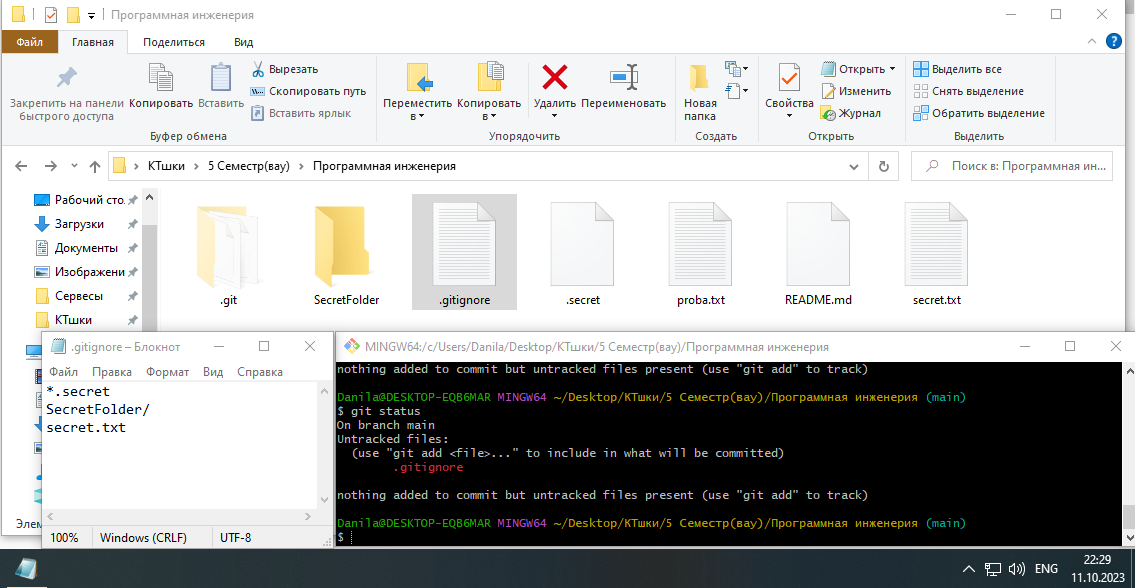 Программная инженерия
Файл Главная Поделиться Вид
Закрепить на панели быстрого доступа
Копировать
Вставить
Вырезать
Скопировать путь
Вставить ярлык
Буфер обмена
Переместить в
Копировать в
Удалить
Переименовать
Упорядочить
Новая папка
Создать
Свойства
Открыть
Изменить
Журнал
Открыть
Выделить все
Снять выделение
Обратить выделение
Выделить
КТшки > 5 Семестр(вау) > Программная инженерия
Поиск в: Программная ин...
Рабочий сто.
Загрузки
Документы
Изображени
Сервесы
КТшки
Элем
.git
SecretFolder
.gitignore
.secret
proba.txt
README.md
secret.txt
.gitignore – Блокнот
Файл Правка Формат Вид Справка
*.secret
SecretFolder/
secret.txt
100% Windows (CRLF) UTF-8
MINGW64:/c/Users/Danila/Desktop/КТшки/5 Семестр(вау)/Программная инженерия
nothing added to commit but untracked files present (use "git add" to track)
Danila@DESKTOP-EQB6MAR MINGW64 ~/Desktop/КТшки/5 Семестр(вау)/Программная инженерия (main)
$ git status
On branch main
Untracked files:
(use "git add <file>..." to include in what will be committed)
.gitignore
nothing added to commit but untracked files present (use "git add" to track)
Danila@DESKTOP-EQB6MAR MINGW64 ~/Desktop/КТшки/5 Семестр(вау)/Программная инженерия (main)
$
ENG
22:29
11.10.2023